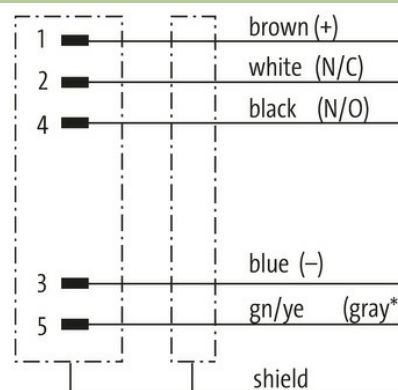 1 brown (+)
2 white (N/C)
4 black (N/O)
3 blue (–)
5 gn/ye (gray*
shield